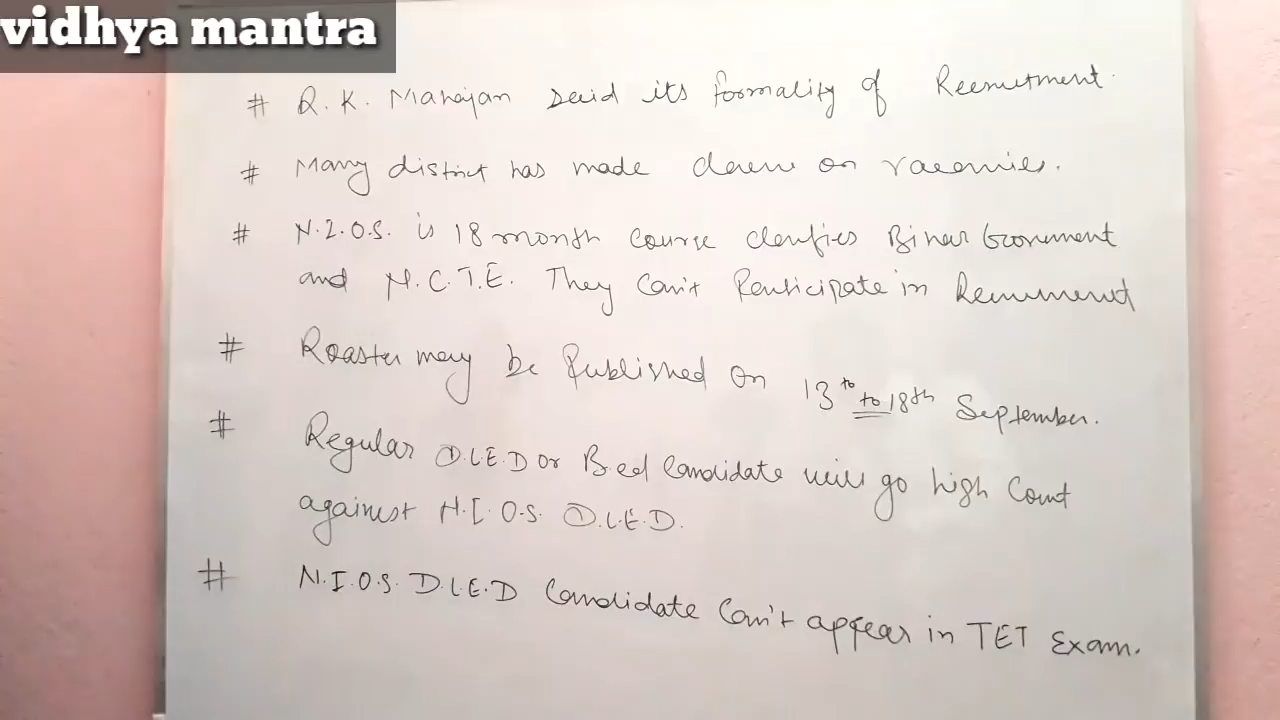 vidhya mantra
# R.K. Mahajan said its formality of Recruitment.
# Many district has made clear on vacancies.
# N.I.O.S. is 18 month course clarifies Bihar Government
and N.C.T.E. They Can't Participate in
# Roaster may be Published on 13th to 18th September.
# Regular D.L.E.D or B.ed Candidate will go high Court
against N.I.O.S. D.L.E.D.
# N.I.O.S. D.L.E.D Candidate Can't appear in TET Exam.